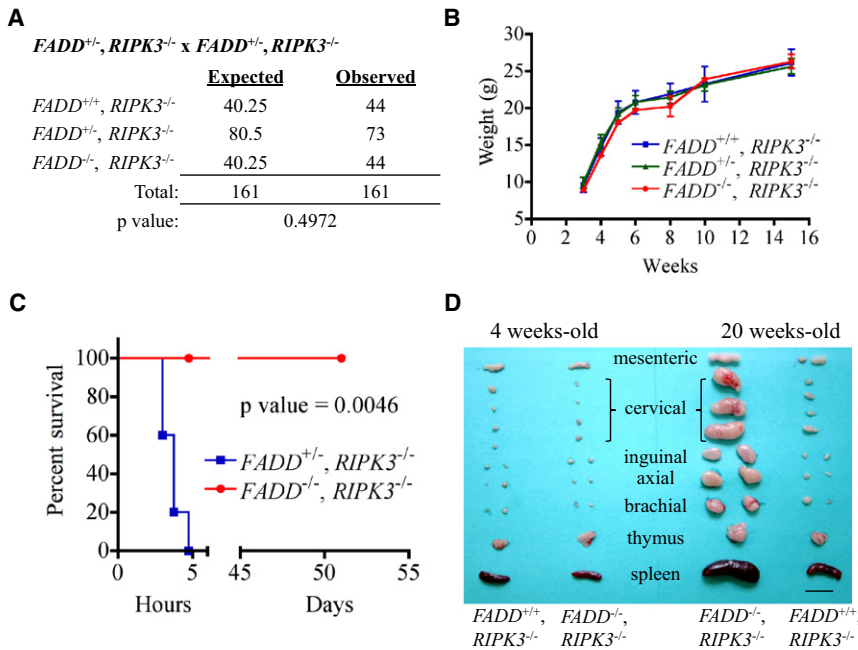 A
FADD+/-, RIPK3-/- x FADD+/-, RIPK3-/-
Expected Observed
FADD+/+, RIPK3-/- 40.25 44
FADD+/-, RIPK3-/- 80.5 73
FADD-/-, RIPK3-/- 40.25 44
Total: 161 161
p value: 0.4972
B
Weight (g)
30
25
20
15
10
5
FADD+/+, RIPK3-/-
FADD+/-, RIPK3-/-
FADD-/-, RIPK3-/-
0 2 4 6 8 10 12 14 16
Weeks
C
Percent survival
100
80
60
40
20
0
p value = 0.0046
FADD+/-, RIPK3-/-
FADD-/-, RIPK3-/-
0 5 45 50 55
Hours Days
D
4 weeks-old 20 weeks-old
mesenteric
cervical
inguinal
axial
brachial
thymus
spleen
FADD+/+, FADD-/-, FADD-/-, FADD+/+,
RIPK3-/- RIPK3-/- RIPK3-/- RIPK3-/-